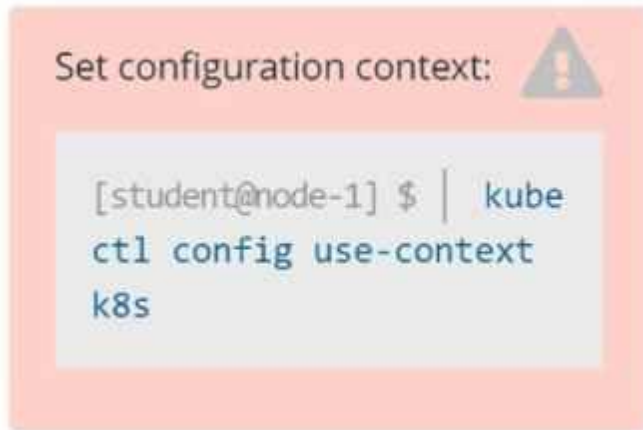 Set configuration context:
[student@node-1] $ | kube
ctl config use-context
k8s